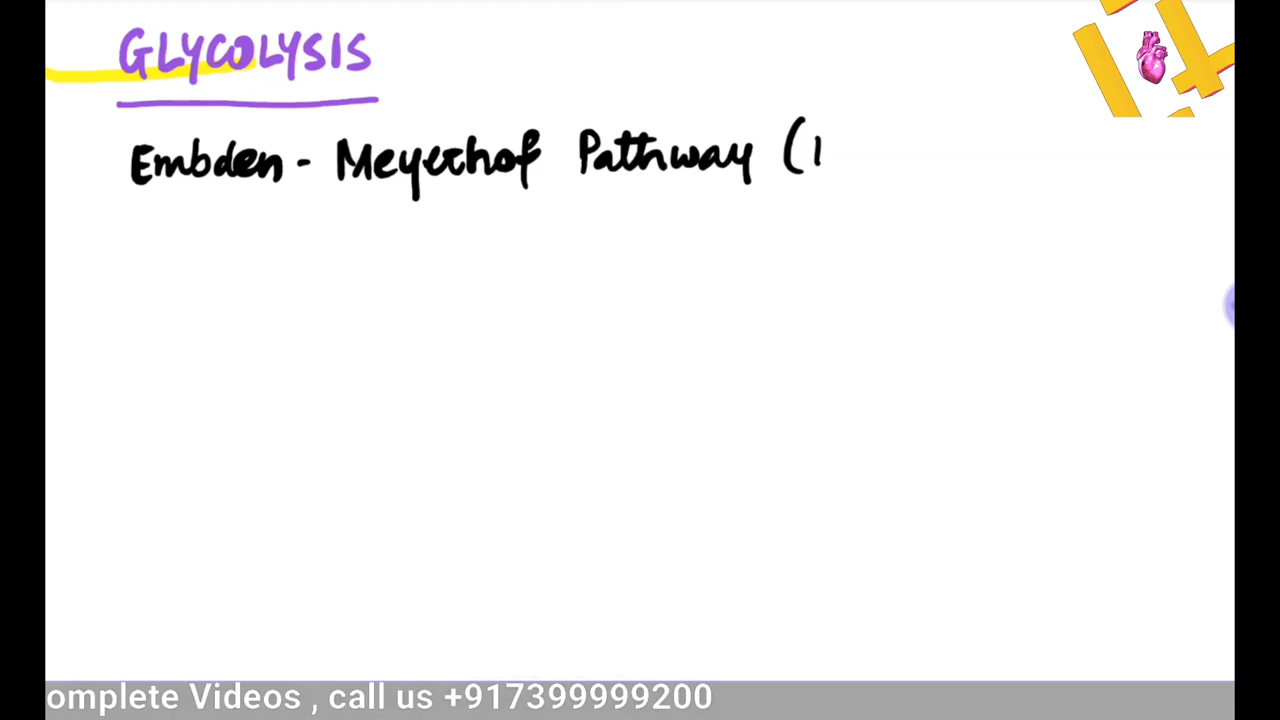 GLYCOLYSIS
Embden - Meyerhof Pathway (
omplete Videos , call us +917399999200